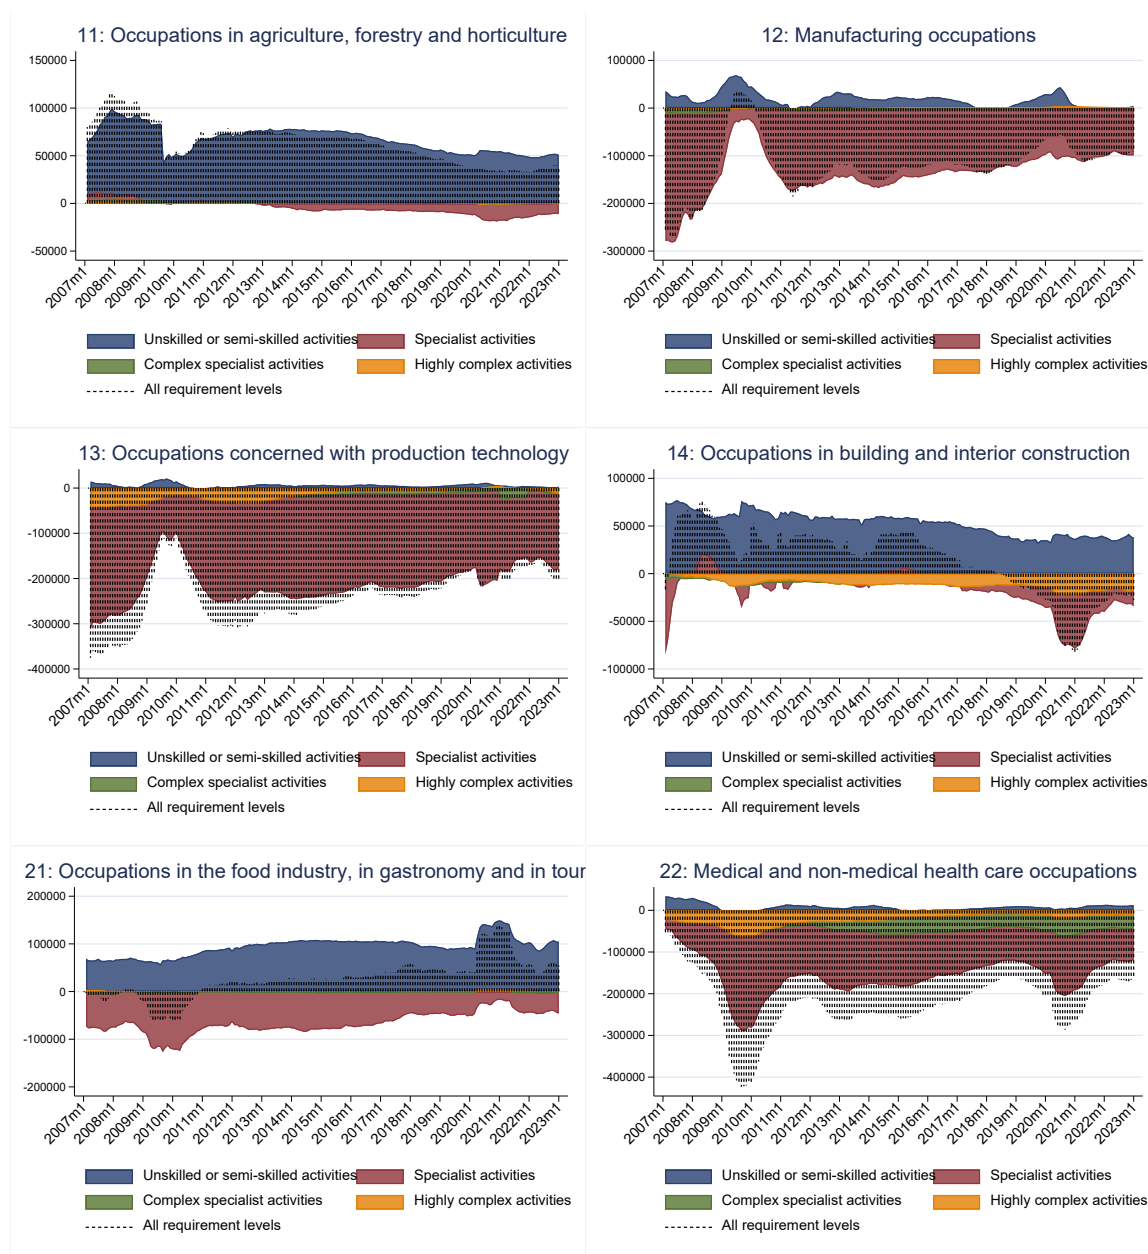 11: Occupations in agriculture, forestry and horticulture
150000
100000
50000
0
-50000
2007m1 2008m1 2009m1 2010m1 2011m1 2012m1 2013m1 2014m1 2015m1 2016m1 2017m1 2018m1 2019m1 2020m1 2021m1 2022m1 2023m1
Unskilled or semi-skilled activities Specialist activities
Complex specialist activities Highly complex activities
All requirement levels
12: Manufacturing occupations
100000
0
-100000
-200000
-300000
2007m1 2008m1 2009m1 2010m1 2011m1 2012m1 2013m1 2014m1 2015m1 2016m1 2017m1 2018m1 2019m1 2020m1 2021m1 2022m1 2023m1
Unskilled or semi-skilled activities Specialist activities
Complex specialist activities Highly complex activities
All requirement levels
13: Occupations concerned with production technology
0
-100000
-200000
-300000
-400000
2007m1 2008m1 2009m1 2010m1 2011m1 2012m1 2013m1 2014m1 2015m1 2016m1 2017m1 2018m1 2019m1 2020m1 2021m1 2022m1 2023m1
Unskilled or semi-skilled activities Specialist activities
Complex specialist activities Highly complex activities
All requirement levels
14: Occupations in building and interior construction
100000
50000
0
-50000
-100000
2007m1 2008m1 2009m1 2010m1 2011m1 2012m1 2013m1 2014m1 2015m1 2016m1 2017m1 2018m1 2019m1 2020m1 2021m1 2022m1 2023m1
Unskilled or semi-skilled activities Specialist activities
Complex specialist activities Highly complex activities
All requirement levels
21: Occupations in the food industry, in gastronomy and in tour
200000
100000
0
-100000
-200000
2007m1 2008m1 2009m1 2010m1 2011m1 2012m1 2013m1 2014m1 2015m1 2016m1 2017m1 2018m1 2019m1 2020m1 2021m1 2022m1 2023m1
Unskilled or semi-skilled activities Specialist activities
Complex specialist activities Highly complex activities
All requirement levels
22: Medical and non-medical health care occupations
0
-100000
-200000
-300000
-400000
2007m1 2008m1 2009m1 2010m1 2011m1 2012m1 2013m1 2014m1 2015m1 2016m1 2017m1 2018m1 2019m1 2020m1 2021m1 2022m1 2023m1
Unskilled or semi-skilled activities Specialist activities
Complex specialist activities Highly complex activities
All requirement levels